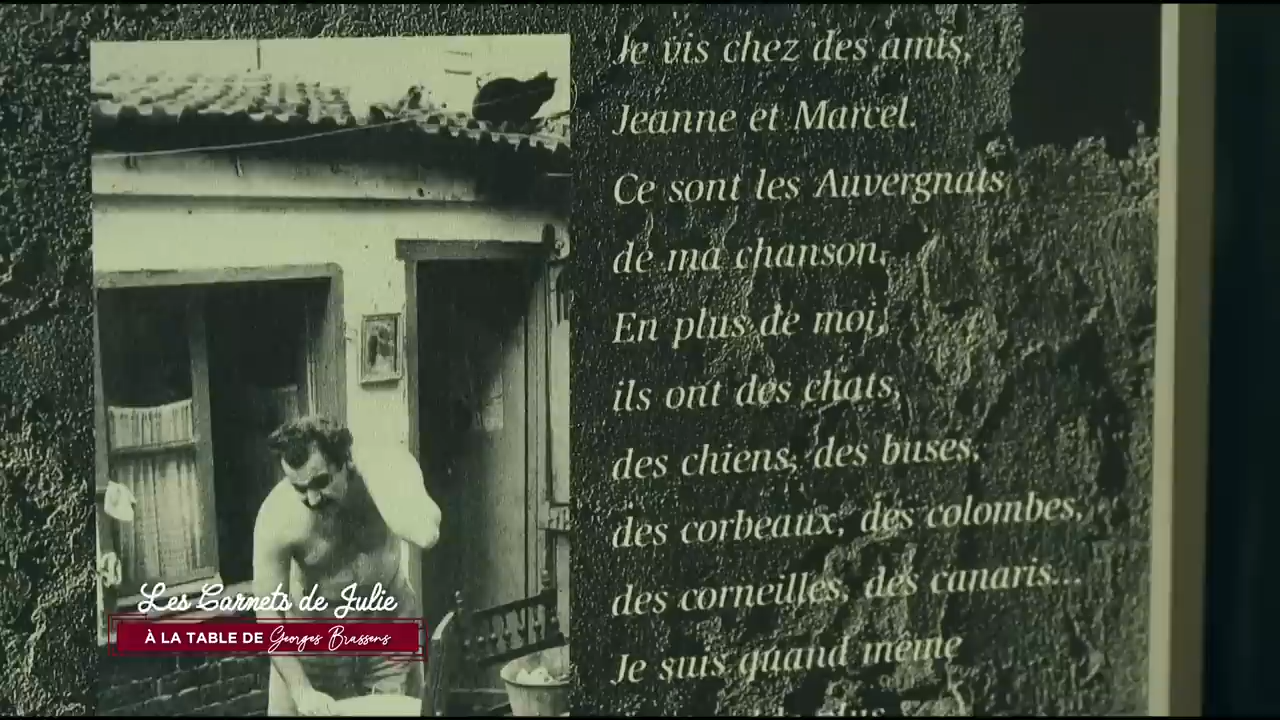 Je vis chez des amis,
Jeanne et Marcel.
Ce sont les Auvergnats
de ma chanson.
En plus de moi,
ils ont des chats,
des chiens, des buses,
des corbeaux, des colombes,
des corneilles, des canaris...
Je suis quand même
plus
Les Carnets de Julie
À LA TABLE DE Georges Brassens